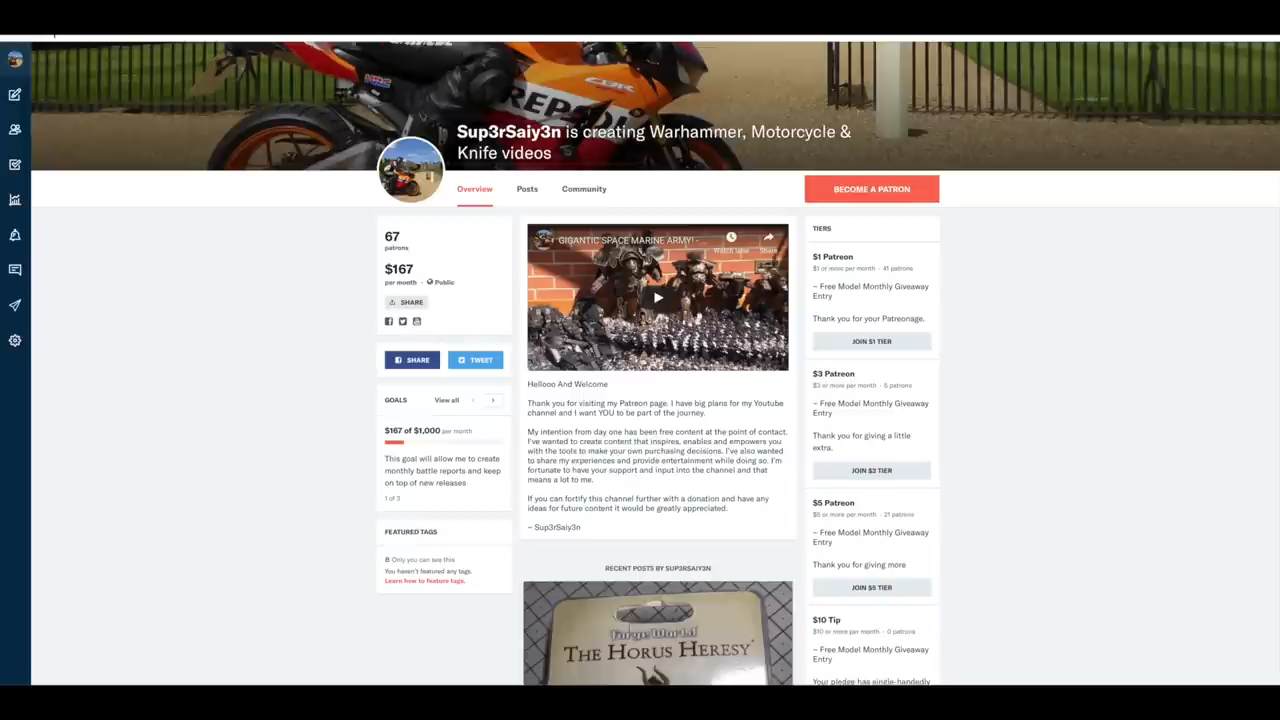 HRC
CBR
REPSOL
Sup3rSaiy3n is creating Warhammer, Motorcycle &
Knife videos
Overview
Posts
Community
BECOME A PATRON
67
patrons
$167
per month · Public
SHARE
SHARE
TWEET
GOALS
View all
$167 of $1,000 per month
This goal will allow me to create
monthly battle reports and keep
on top of new releases
1 of 3
FEATURED TAGS
Only you can see this
You haven't featured any tags.
Learn how to feature tags.
GIGANTIC SPACE MARINE ARMY! -
Watch later
Share
Hellooo And Welcome
Thank you for visiting my Patreon page. I have big plans for my Youtube
channel and I want YOU to be part of the journey.
My intention from day one has been free content at the point of contact.
I've wanted to create content that inspires, enables and empowers you
with the tools to make your own purchasing decisions. I've also wanted
to share my experiences and provide entertainment while doing so. I'm
fortunate to have your support and input into the channel and that
means a lot to me.
If you can fortify this channel further with a donation and have any
ideas for future content it would be greatly appreciated.
~ Sup3rSaiy3n
RECENT POSTS BY SUP3RSAIY3N
Forge World
THE HORUS HERESY
TIERS
$1 Patreon
$1 or more per month · 41 patrons
~ Free Model Monthly Giveaway
Entry
Thank you for your Patreonage.
JOIN $1 TIER
$3 Patreon
$3 or more per month · 5 patrons
~ Free Model Monthly Giveaway
Entry
Thank you for giving a little
extra.
JOIN $3 TIER
$5 Patreon
$5 or more per month · 21 patrons
~ Free Model Monthly Giveaway
Entry
Thank you for giving more
JOIN $5 TIER
$10 Tip
$10 or more per month · 0 patrons
~ Free Model Monthly Giveaway
Entry
Your pledge has single-handedly